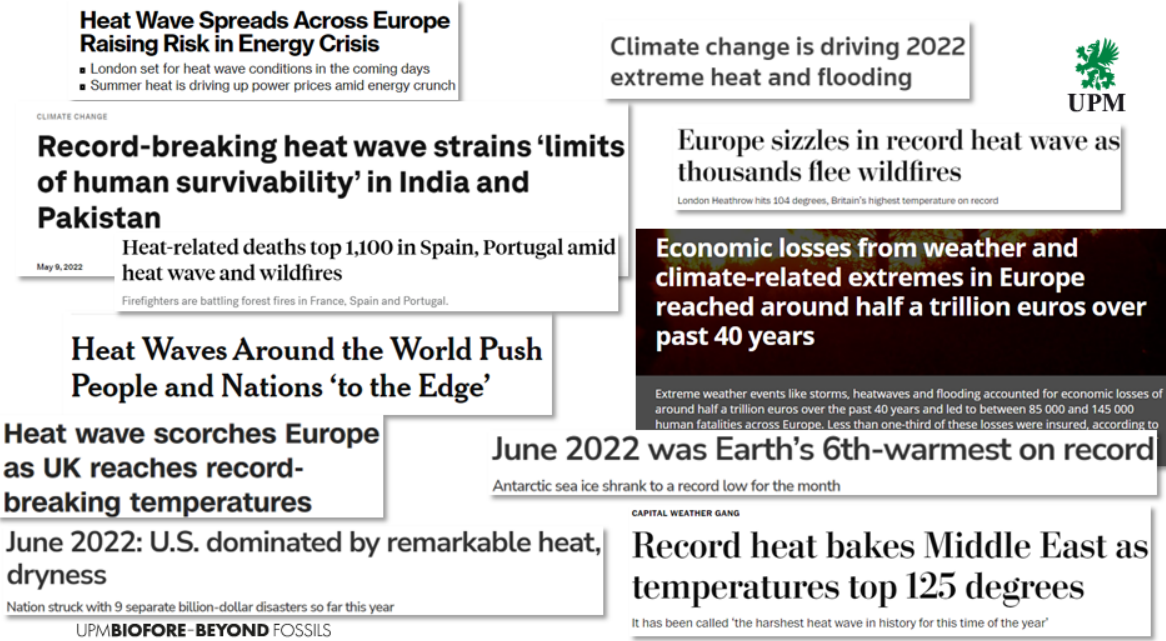 Heat Wave Spreads Across Europe
Raising Risk in Energy Crisis
London set for heat wave conditions in the coming days
Summer heat is driving up power prices amid energy crunch
Climate change is driving 2022
extreme heat and flooding
UPM
CLIMATE CHANGE
Record-breaking heat wave strains ‘limits
of human survivability’ in India and
Pakistan
May 9, 2022
Europe sizzles in record heat wave as
thousands flee wildfires
London Heathrow hits 104 degrees, Britain's highest temperature on record
Heat-related deaths top 1,100 in Spain, Portugal amid
heat wave and wildfires
Firefighters are battling forest fires in France, Spain and Portugal.
Economic losses from weather and
climate-related extremes in Europe
reached around half a trillion euros over
past 40 years
Extreme weather events like storms, heatwaves and flooding accounted for economic losses of
around half a trillion euros over the past 40 years and led to between 85 000 and 145 000
human fatalities across Europe. Less than one-third of these losses were insured, according to
Heat Waves Around the World Push
People and Nations ‘to the Edge’
Heat wave scorches Europe
as UK reaches record-
breaking temperatures
June 2022 was Earth’s 6th-warmest on record
Antarctic sea ice shrank to a record low for the month
June 2022: U.S. dominated by remarkable heat,
dryness
Nation struck with 9 separate billion-dollar disasters so far this year
CAPITAL WEATHER GANG
Record heat bakes Middle East as
temperatures top 125 degrees
It has been called 'the harshest heat wave in history for this time of the year'
UPM BIOFORE–BEYOND FOSSILS